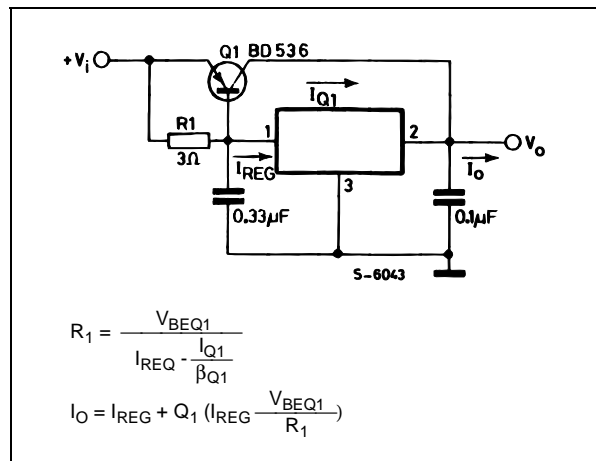 Q1 BD536
+Vi
IQ1
R1
3Ω
1
2
IREG
3
Io
Vo
0.33μF
0.1μF
S-6043
R1 = VBEQ1 / (IREQ - IQ1 / βQ1)
IO = IREG + Q1 (IREG VBEQ1 / R1)